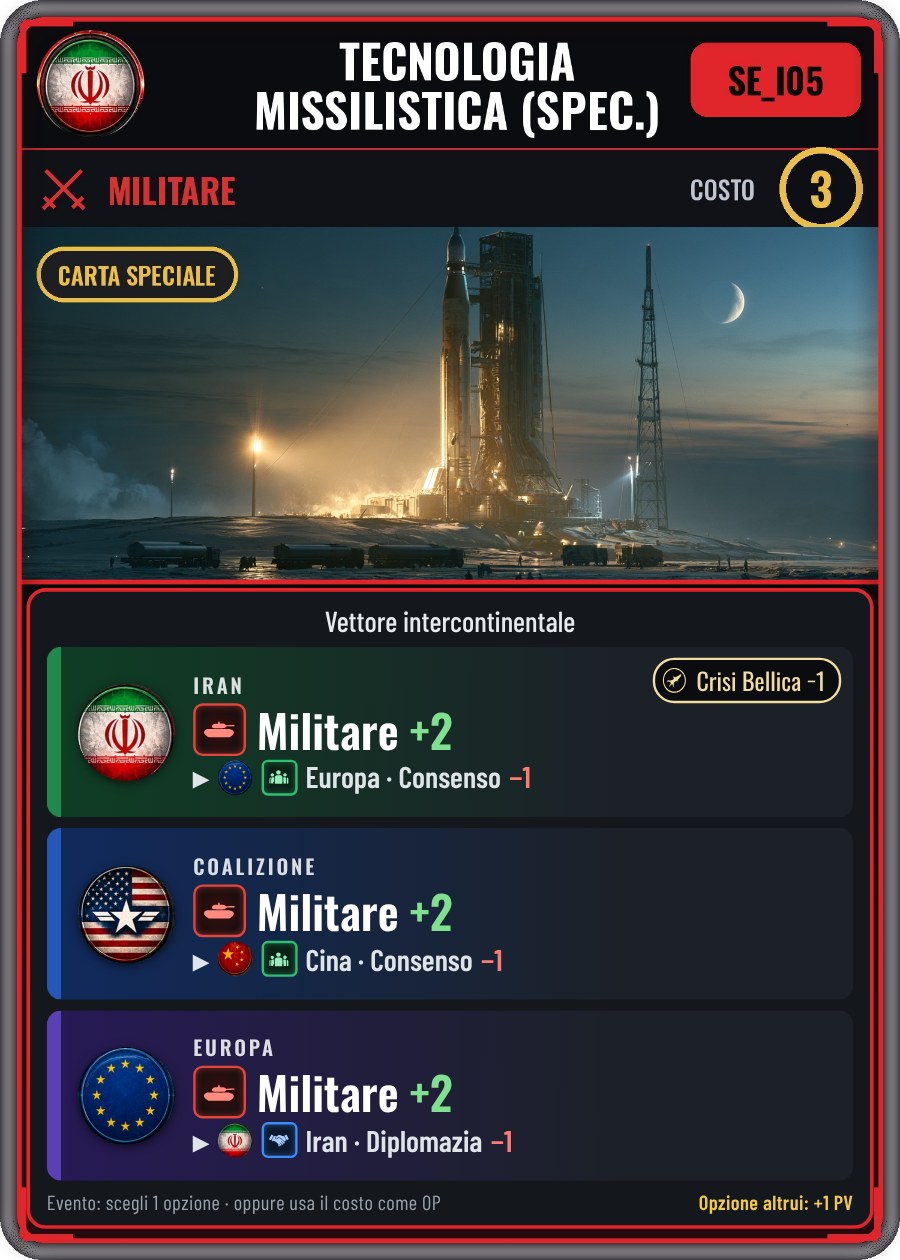 TECNOLOGIA
MISSILISTICA (SPEC.)
SE_I05
MILITARE
COSTO
3
CARTA SPECIALE
Vettore intercontinentale
IRAN
Crisi Bellica −1
Militare +2
▶ Europa · Consenso −1
COALIZIONE
Militare +2
▶ Cina · Consenso −1
EUROPA
Militare +2
▶ Iran · Diplomazia −1
Evento: scegli 1 opzione · oppure usa il costo come OP
Opzione altrui: +1 PV